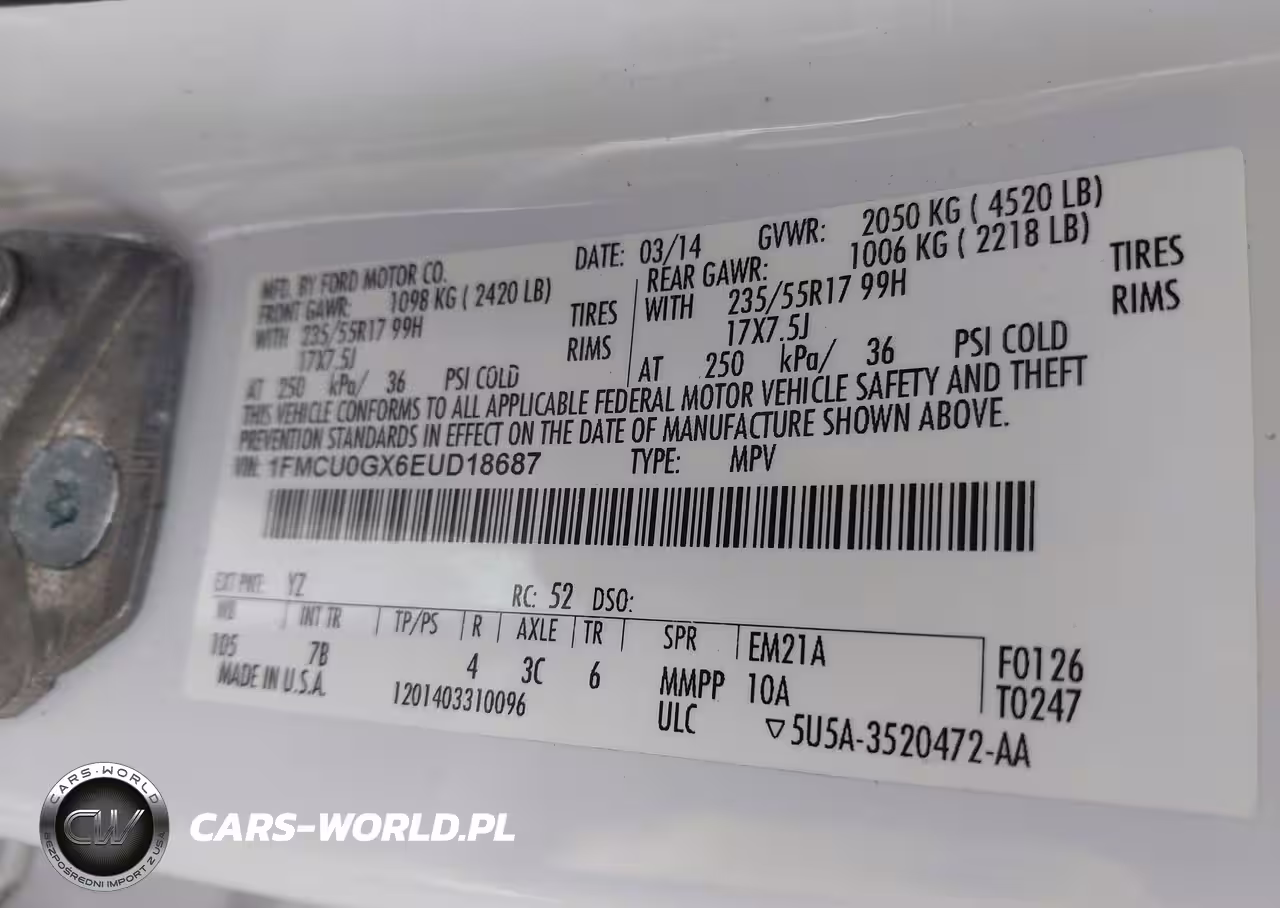 MFD. BY FORD MOTOR CO. DATE: 03/14 GVWR: 2050 KG ( 4520 LB)
FRONT GAWR: 1098 KG ( 2420 LB) REAR GAWR: 1006 KG ( 2218 LB)
WITH 235/55R17 99H TIRES WITH 235/55R17 99H TIRES
17X7.5J RIMS 17X7.5J RIMS
AT 250 kPa/ 36 PSI COLD AT 250 kPa/ 36 PSI COLD
THIS VEHICLE CONFORMS TO ALL APPLICABLE FEDERAL MOTOR VEHICLE SAFETY AND THEFT
PREVENTION STANDARDS IN EFFECT ON THE DATE OF MANUFACTURE SHOWN ABOVE.
VIN: 1FMCU0GX6EUD18687 TYPE: MPV
EXT PNT: YZ RC: 52 DSO:
WB INT TR TP/PS R AXLE TR SPR EM21A F0126
105 7B 4 3C 6 MMPP 10A T0247
MADE IN U.S.A. 1201403310096 ULC ▽5U5A-3520472-AA
CARS-WORLD
CW
BEZPOŚREDNI IMPORT Z USA
CARS-WORLD.PL